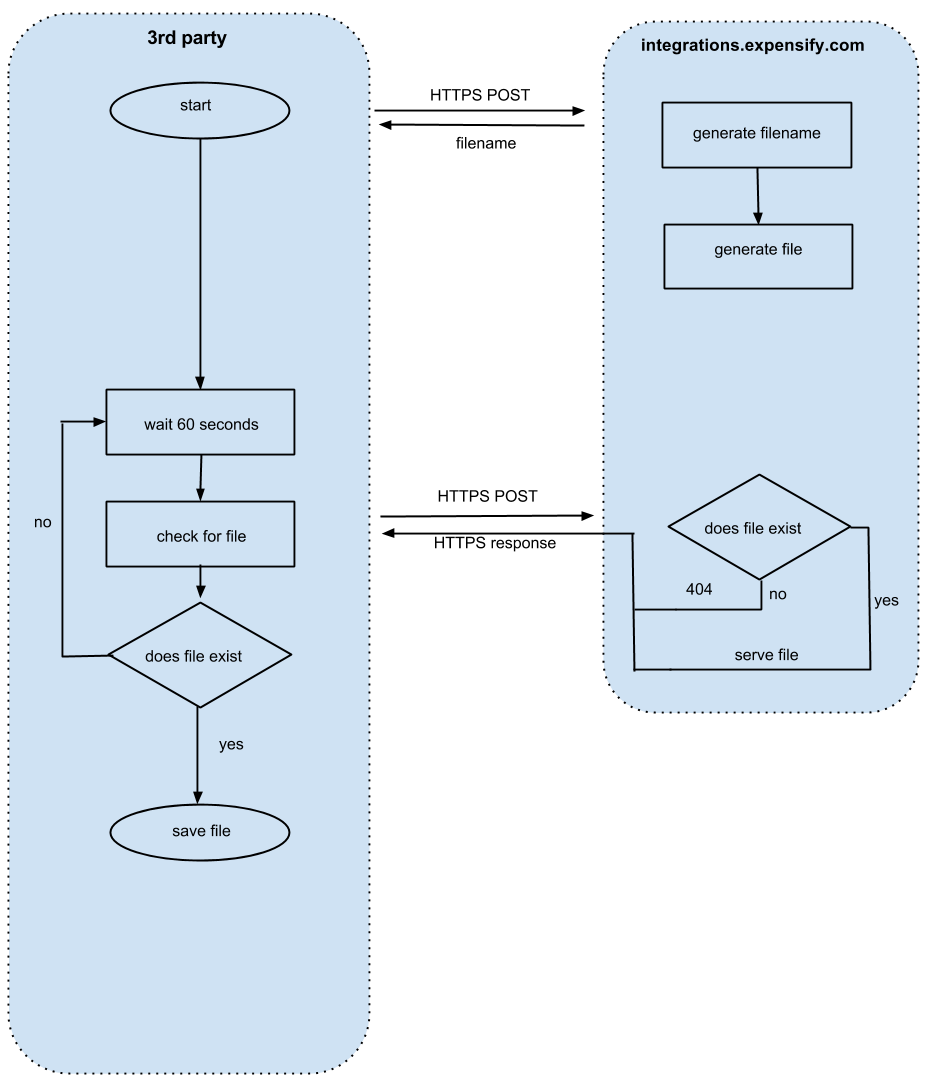 3rd party
integrations.expensify.com
start
HTTPS POST
filename
generate filename
generate file
wait 60 seconds
no
check for file
HTTPS POST
HTTPS response
does file exist
404
no
yes
serve file
does file exist
yes
save file